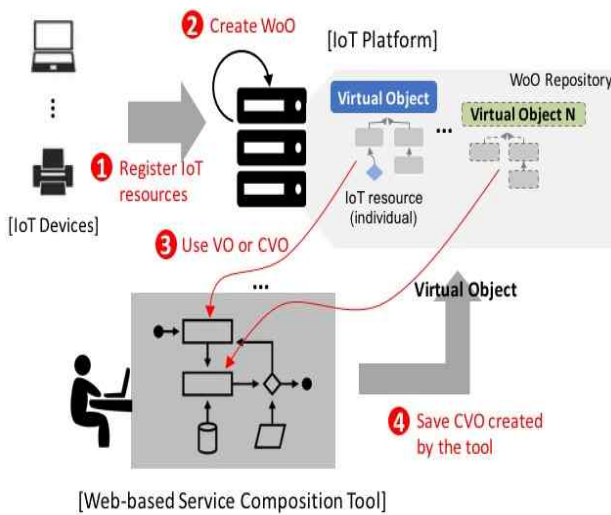 2 Create WoO
[IoT Platform]
WoO Repository
Virtual Object
...
Virtual Object N
1 Register IoT
resources
[IoT Devices]
IoT resource
(individual)
3 Use VO or CVO
...
Virtual Object
4 Save CVO created
by the tool
[Web-based Service Composition Tool]